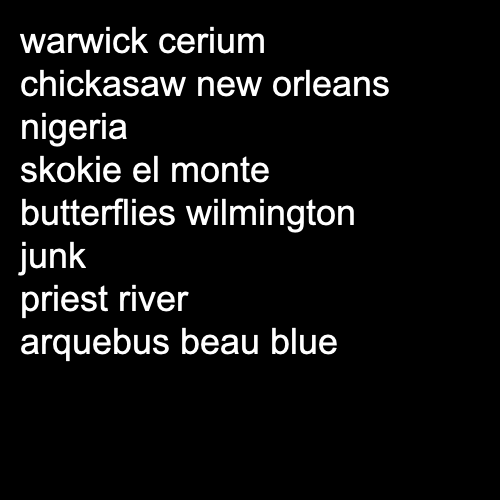 warwick cerium
chickasaw new orleans
nigeria
skokie el monte
butterflies wilmington
junk
priest river
arquebus beau blue